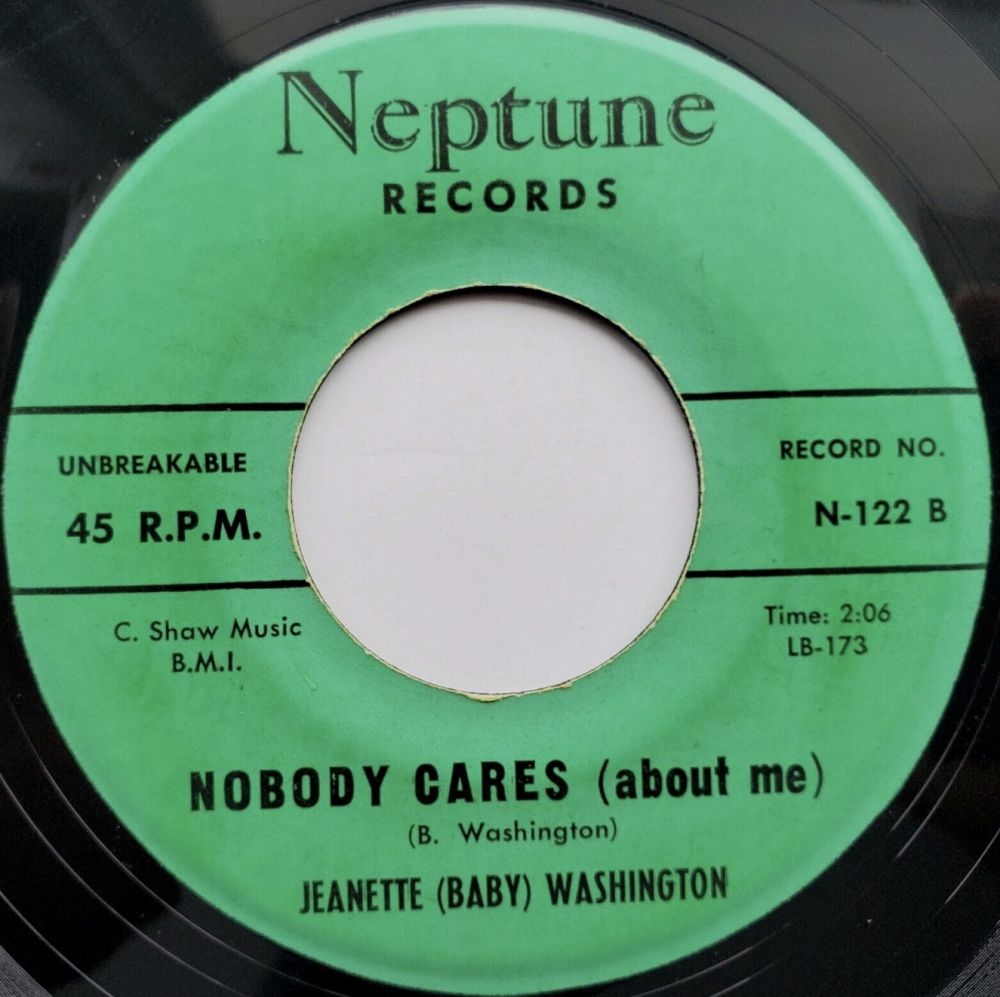 Neptune
RECORDS
UNBREAKABLE
45 R.P.M.
RECORD NO.
N-122 B
C. Shaw Music
B.M.I.
Time: 2:06
LB-173
NOBODY CARES (about me)
(B. Washington)
JEANETTE (BABY) WASHINGTON